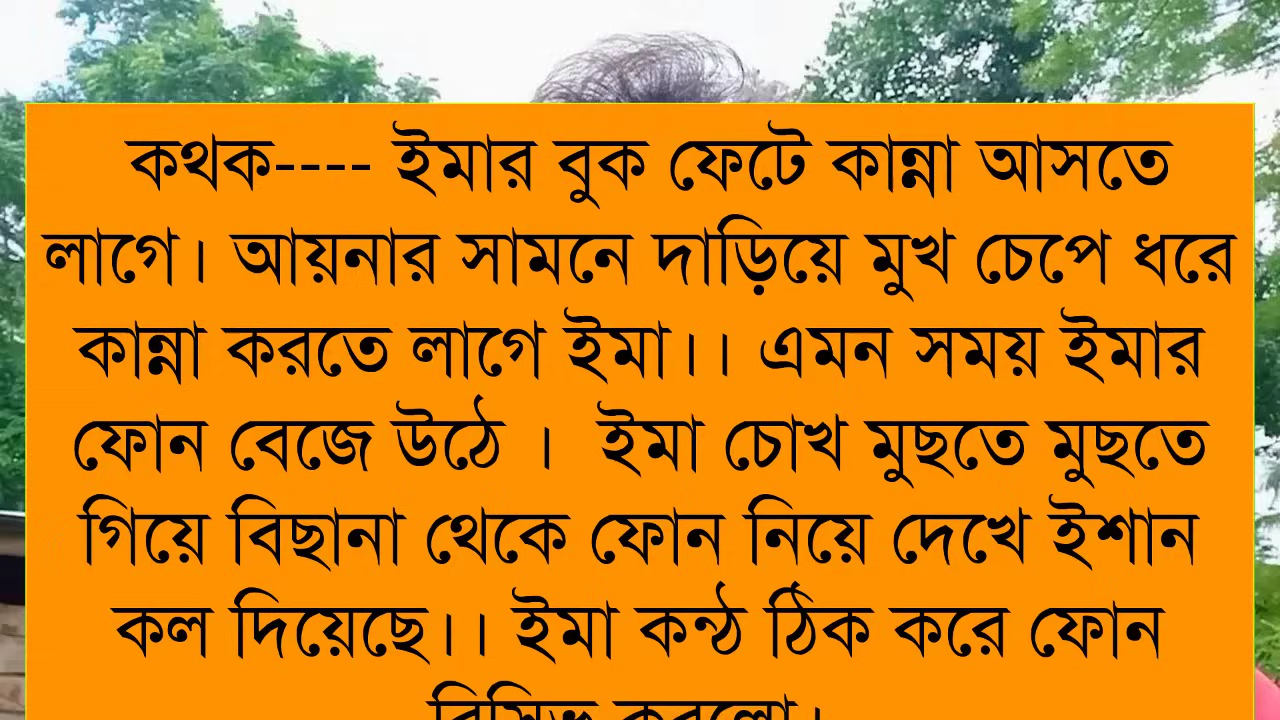 কথক---- ইমার বুক ফেটে কান্না আসতে
লাগে। আয়নার সামনে দাড়িয়ে মুখ চেপে ধরে
কান্না করতে লাগে ইমা।। এমন সময় ইমার
ফোন বেজে উঠে ।  ইমা চোখ মুছতে মুছতে
গিয়ে বিছানা থেকে ফোন নিয়ে দেখে ইশান
কল দিয়েছে।। ইমা কন্ঠ ঠিক করে ফোন
রিসিভ করলো।